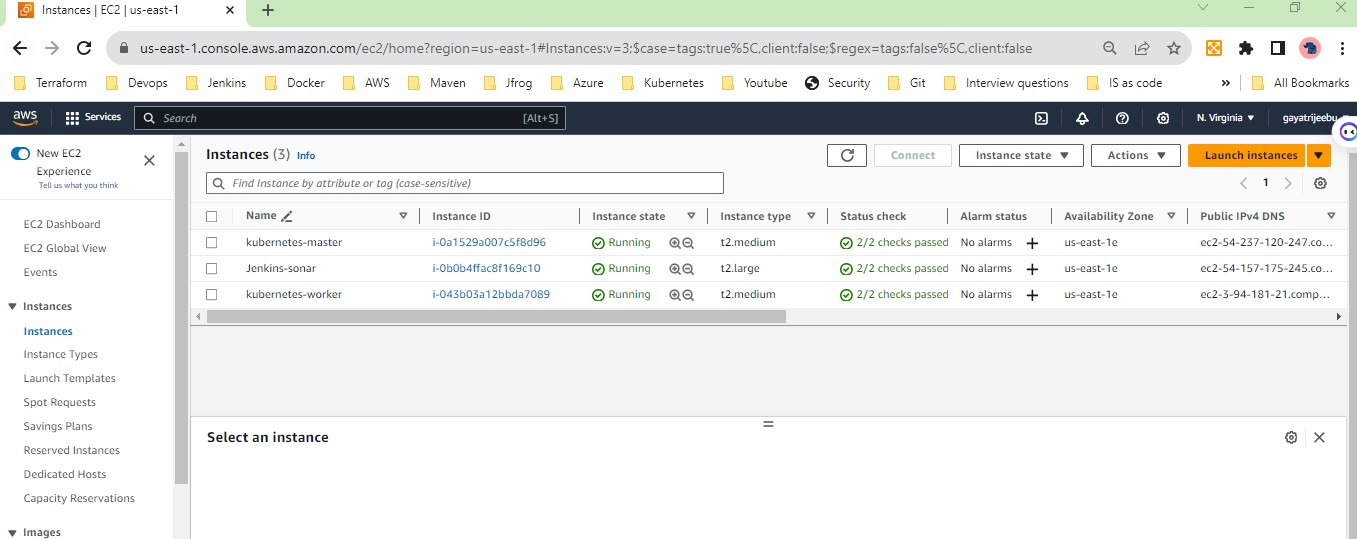 Instances | EC2 | us-east-1
us-east-1.console.aws.amazon.com/ec2/home?region=us-east-1#Instances:v=3;$case=tags:true%5C,client:false;$regex=tags:false%5C,client:false
Terraform Devops Jenkins Docker AWS Maven Jfrog Azure Kubernetes Youtube Security Git Interview questions IS as code » All Bookmarks
aws Services Search [Alt+S] N. Virginia gayatrijeebu
New EC2
Experience
Tell us what you think
EC2 Dashboard
EC2 Global View
Events
Instances
Instances
Instance Types
Launch Templates
Spot Requests
Savings Plans
Reserved Instances
Dedicated Hosts
Capacity Reservations
Images
Instances (3) Info Connect Instance state Actions Launch instances
Find Instance by attribute or tag (case-sensitive) 1
Name Instance ID Instance state Instance type Status check Alarm status Availability Zone Public IPv4 DNS
kubernetes-master i-0a1529a007c5f8d96 Running t2.medium 2/2 checks passed No alarms + us-east-1e ec2-54-237-120-247.co...
Jenkins-sonar i-0b0b4ffac8f169c10 Running t2.large 2/2 checks passed No alarms + us-east-1e ec2-54-157-175-245.co...
kubernetes-worker i-043b03a12bbda7089 Running t2.medium 2/2 checks passed No alarms + us-east-1e ec2-3-94-181-21.comp...
Select an instance